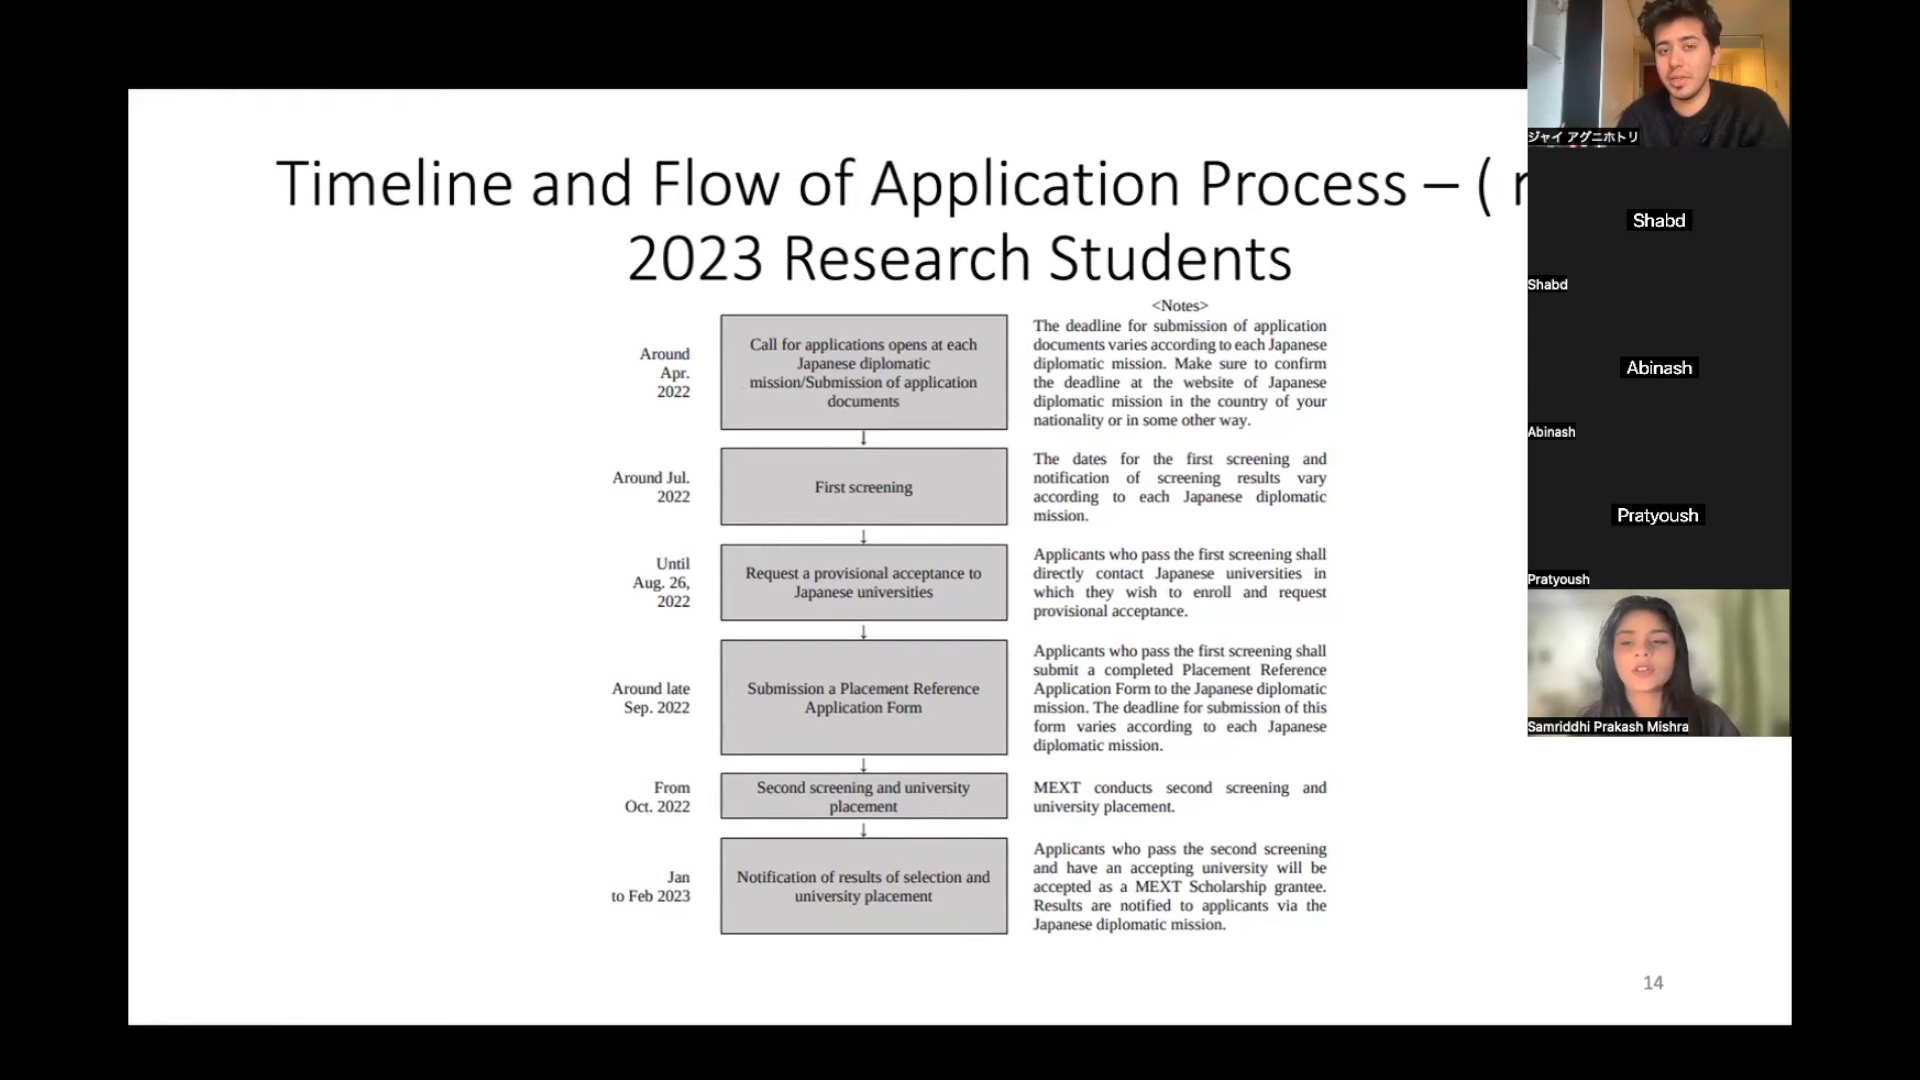 Timeline and Flow of Application Process – (
2023 Research Students
<Notes>
Around
Apr.
2022
Call for applications opens at each
Japanese diplomatic
mission/Submission of application
documents
The deadline for submission of application
documents varies according to each Japanese
diplomatic mission. Make sure to confirm
the deadline at the website of Japanese
diplomatic mission in the country of your
nationality or in some other way.
↓
Around Jul.
2022
First screening
The dates for the first screening and
notification of screening results vary
according to each Japanese diplomatic
mission.
↓
Until
Aug. 26,
2022
Request a provisional acceptance to
Japanese universities
Applicants who pass the first screening shall
directly contact Japanese universities in
which they wish to enroll and request
provisional acceptance.
↓
Around late
Sep. 2022
Submission a Placement Reference
Application Form
Applicants who pass the first screening shall
submit a completed Placement Reference
Application Form to the Japanese diplomatic
mission. The deadline for submission of this
form varies according to each Japanese
diplomatic mission.
↓
From
Oct. 2022
Second screening and university
placement
MEXT conducts second screening and
university placement.
↓
Jan
to Feb 2023
Notification of results of selection and
university placement
Applicants who pass the second screening
and have an accepting university will be
accepted as a MEXT Scholarship grantee.
Results are notified to applicants via the
Japanese diplomatic mission.
14
ジャイ アグニホトリ
Shabd
Shabd
Abinash
Abinash
Pratyoush
Pratyoush
Samriddhi Prakash Mishra